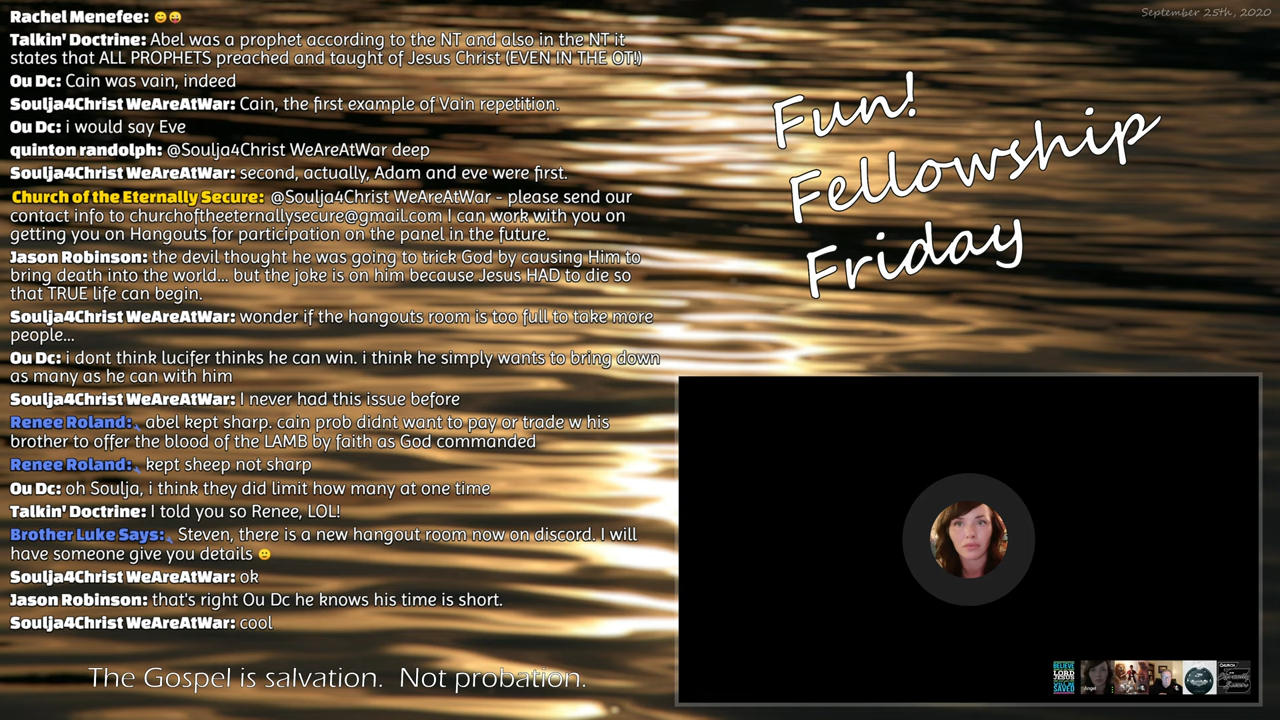 September 25th, 2020
Rachel Menefee: 😊😜
Talkin' Doctrine: Abel was a prophet according to the NT and also in the NT it
states that ALL PROPHETS preached and taught of Jesus Christ (EVEN IN THE OT!)
Ou Dc: Cain was vain, indeed
Soulja4Christ WeAreAtWar: Cain, the first example of Vain repetition.
Ou Dc: i would say Eve
quinton randolph: @Soulja4Christ WeAreAtWar deep
Soulja4Christ WeAreAtWar: second, actually, Adam and eve were first.
Church of the Eternally Secure: @Soulja4Christ WeAreAtWar - please send our
contact info to churchoftheeternallysecure@gmail.com I can work with you on
getting you on Hangouts for participation on the panel in the future.
Jason Robinson: the devil thought he was going to trick God by causing Him to
bring death into the world... but the joke is on him because Jesus HAD to die so
that TRUE life can begin.
Soulja4Christ WeAreAtWar: wonder if the hangouts room is too full to take more
people...
Ou Dc: i dont think lucifer thinks he can win. i think he simply wants to bring down
as many as he can with him
Soulja4Christ WeAreAtWar: I never had this issue before
Renee Roland: abel kept sharp. cain prob didnt want to pay or trade w his
brother to offer the blood of the LAMB by faith as God commanded
Renee Roland: kept sheep not sharp
Ou Dc: oh Soulja, i think they did limit how many at one time
Talkin' Doctrine: I told you so Renee, LOL!
Brother Luke Says: Steven, there is a new hangout room now on discord. I will
have someone give you details 🙂
Soulja4Christ WeAreAtWar: ok
Jason Robinson: that's right Ou Dc he knows his time is short.
Soulja4Christ WeAreAtWar: cool
The Gospel is salvation. Not probation.
Fun!
Fellowship
Friday
BELIEVE
LORD
JESUS
SAVED
Angel
CHURCH
Eternally
Secure